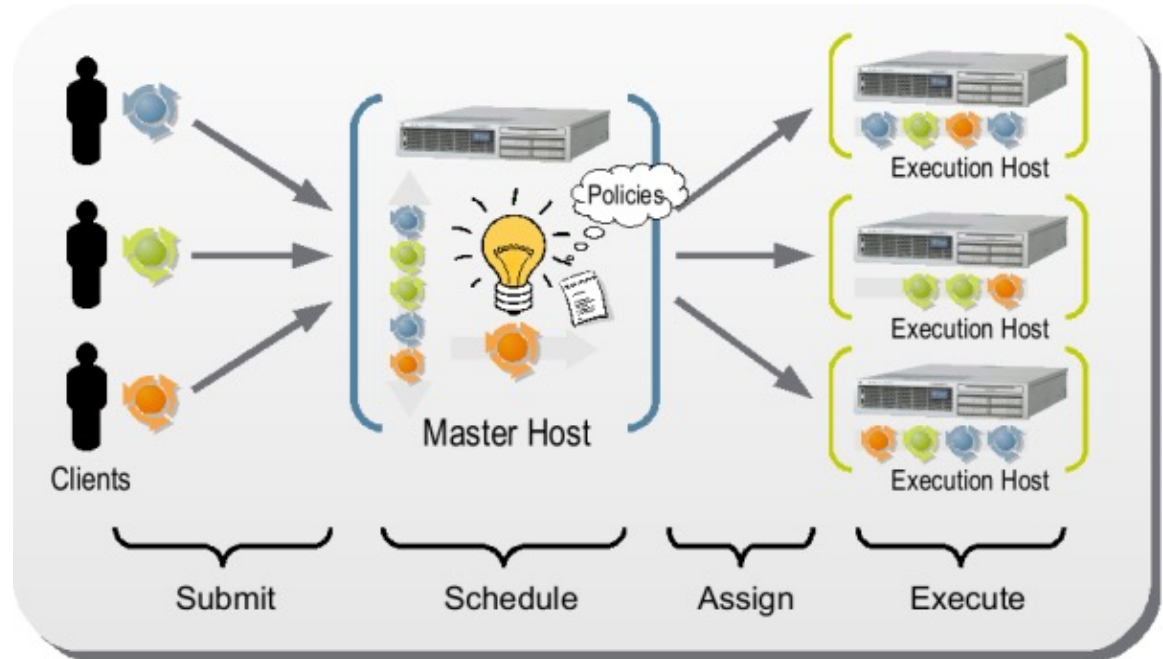 Policies
Execution Host
Execution Host
Master Host
Clients
Execution Host
Submit
Schedule
Assign
Execute